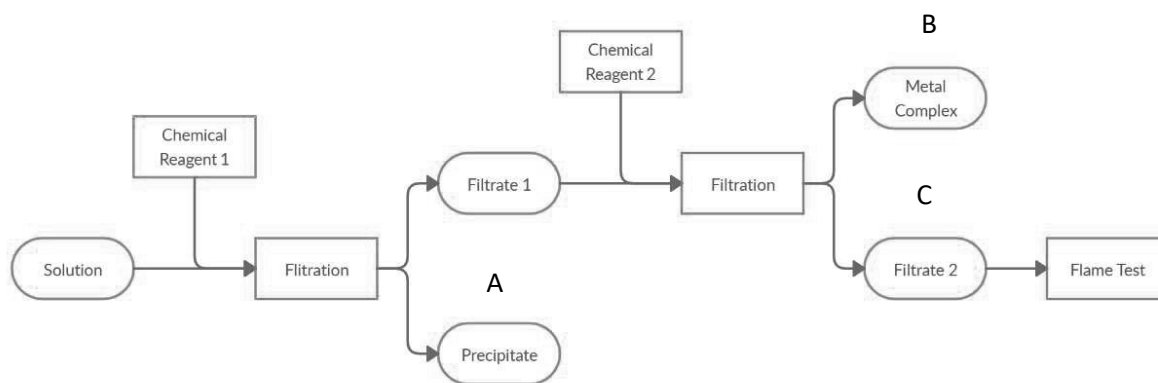 B
Chemical
Reagent 2
Metal
Complex
Chemical
Reagent 1
Filtrate 1
Filtration
C
Solution
Flitration
A
Filtrate 2
Flame Test
Precipitate